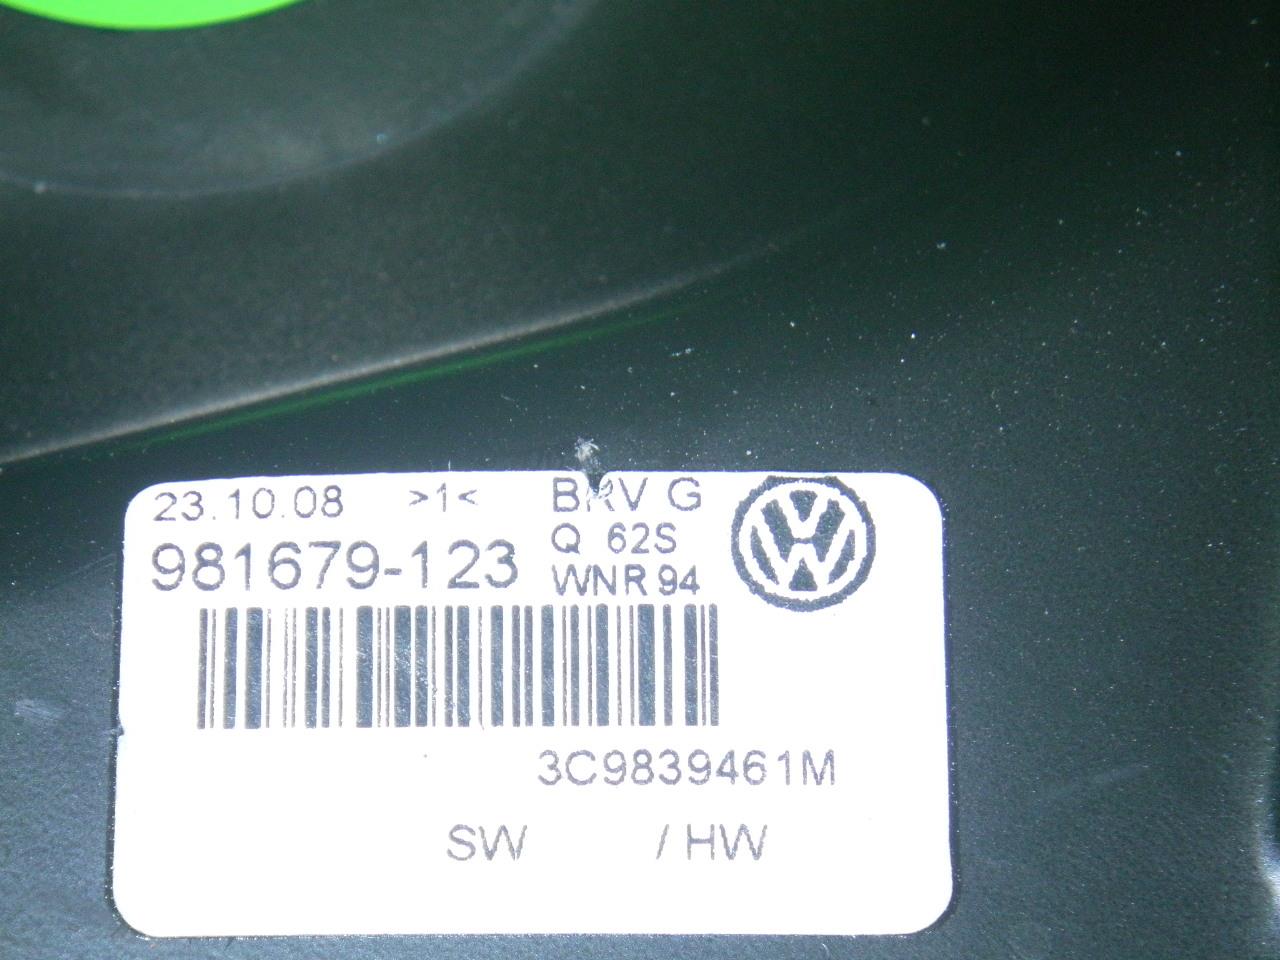 23.10.08 >1< BRV G
981679-123 Q 62S
WNR 94
3C9839461M
SW / HW